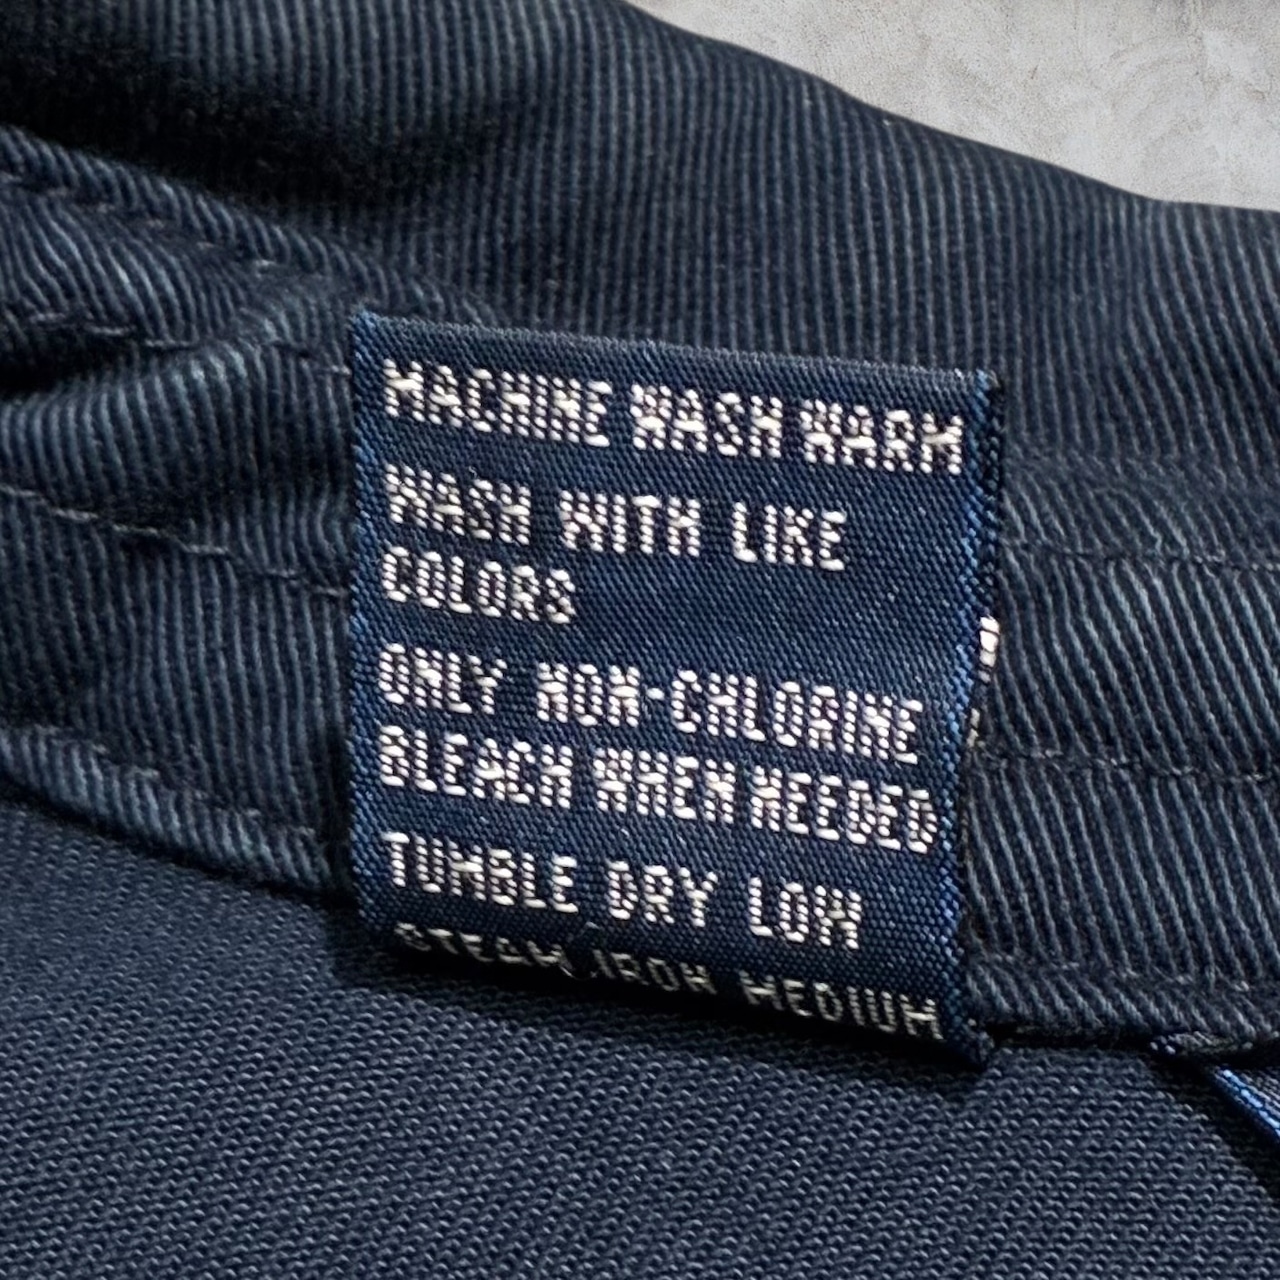 MACHINE WASH WARM
WASH WITH LIKE
COLORS
ONLY NON-CHLORINE
BLEACH WHEN NEEDED
TUMBLE DRY LOW
STEAM IRON MEDIUM